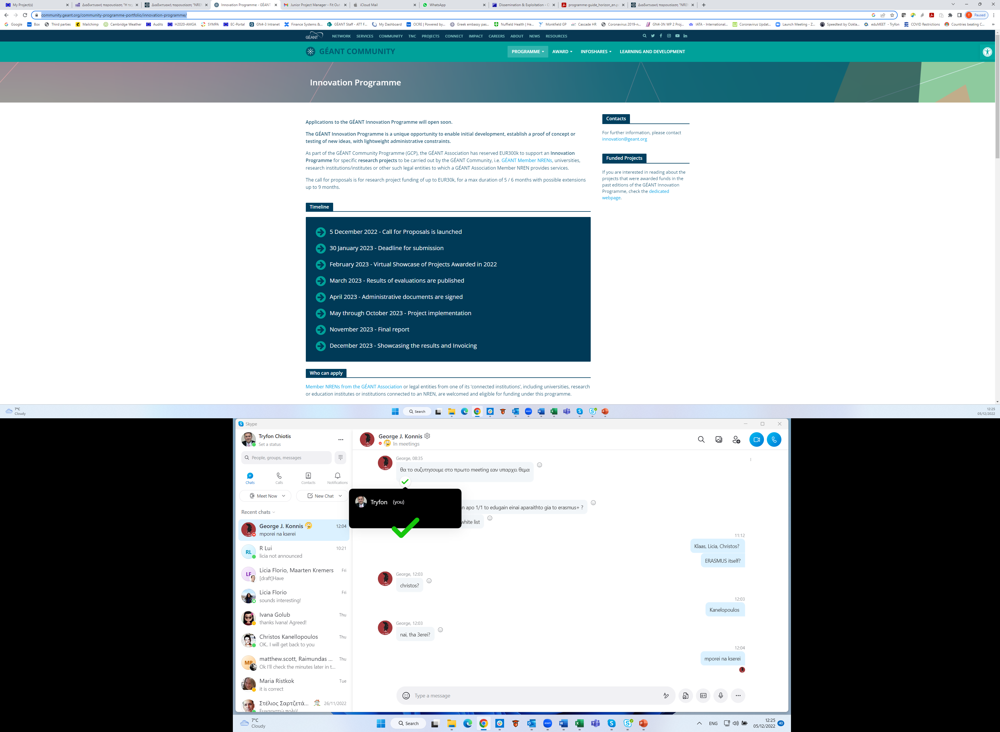 My Project(s)
Διαδικτυακή παρουσίαση "Η τεχ
Διαδικτυακή παρουσίαση "NREN
Innovation Programme - GÉANT
Junior Project Manager - Fit Out
iCloud Mail
WhatsApp
Dissemination & Exploitation - O
programme-guide_horizon_en.p
Διαδικτυακή παρουσίαση "NREN
community.geant.org/community-programme-portfolio/innovation-programme/
Paused
Google
Box
Third parties
Mailchimp
Cambridge Weather
Audits
H2020-AMGA
SYMPA
EC-Portal
GN4-3 Intranet
Finance Systems &...
GÉANT Staff - ATT F...
My Dashboard
OCRE | Powered by...
Greek embassy pas...
Nuffield Health | He...
Monkfield GP
Cascade HR
Coronavirus 2019-n...
GN4-3N WP 2 Proj...
IATA - International...
Coronavirus Updat...
Launch Meeting - Z...
Speedtest by Ookla...
eduMEET - Tryfon
COVID Restrictions
Countries beating C...
GÉANT
NETWORK SERVICES COMMUNITY TNC PROJECTS CONNECT IMPACT CAREERS ABOUT NEWS RESOURCES
GÉANT COMMUNITY
PROGRAMME AWARD INFOSHARES LEARNING AND DEVELOPMENT
Innovation Programme
Applications to the GÉANT Innovation Programme will open soon.
The GÉANT Innovation Programme is a unique opportunity to enable initial development, establish a proof of concept or
testing of new ideas, with lightweight administrative constraints.
As part of the GÉANT Community Programme (GCP), the GÉANT Association has reserved EUR300k to support an Innovation
Programme for specific research projects to be carried out by the GÉANT Community, i.e. GÉANT Member NRENs, universities,
research institutions/institutes or other such legal entities to which a GÉANT Association Member NREN provides services.
The call for proposals is for research project funding of up to EUR30k, for a max duration of 5 / 6 months with possible extensions
up to 9 months.
Contacts
For further information, please contact
innovation@geant.org
Funded Projects
If you are interested in reading about the
projects that were awarded funds in the
past editions of the GÉANT Innovation
Programme, check the dedicated
webpage.
Timeline
5 December 2022 - Call for Proposals is launched
30 January 2023 - Deadline for submission
February 2023 - Virtual Showcase of Projects Awarded in 2022
March 2023 - Results of evaluations are published
April 2023 - Administrative documents are signed
May through October 2023 - Project implementation
November 2023 - Final report
December 2023 - Showcasing the results and Invoicing
Who can apply
Member NRENs from the GÉANT Association or legal entities from one of its 'connected institutions', including universities, research
or education institutes or institutions connected to an NREN, are welcomed and eligible for funding under this programme.
7°C
Cloudy
Search
12:25
05/12/2022
Skype
Tryfon Chiotis
Set a status
People, groups, messages
Chats
Calls
Contacts
Notifications
Meet Now
New Chat
Recent chats
George J. Konnis
12:04
mporei na kserei
RL
R Lui
10:21
licia not announced
LF
Licia Florio, Maarten Kremers
Fri
[draft]Have
Licia Florio
Fri
sounds interesting!
Ivana Golub
Thu
thanks Ivana! Agreed!
Christos Kanellopoulos
Thu
OK.. I will get back to you
MR
matthew.scott, Raimundas ...
Thu
Ok I'll check the minutes later in t...
Maria Ristkok
Tue
it is correct
Στέλιος Σαρτζετά...
26/11/2022
Ευχαριστώ πολύ!
George J. Konnis
In meetings
George, 08:35
θα το συζυτησουμε στο πρωτο meeting εαν υπαρχει θεμα
Tryfon (you)
n apo 1/1 to edugain einai aparaithto gia to erasmus+ ?
white list
11:12
Klaas, Licia, Christos?
ERASMUS itself?
George, 12:03
christos?
12:03
Kanelopoulos
George, 12:03
nai, tha 3erei?
12:04
mporei na kserei
Type a message
7°C
Cloudy
Search
ENG
12:25
05/12/2022
40